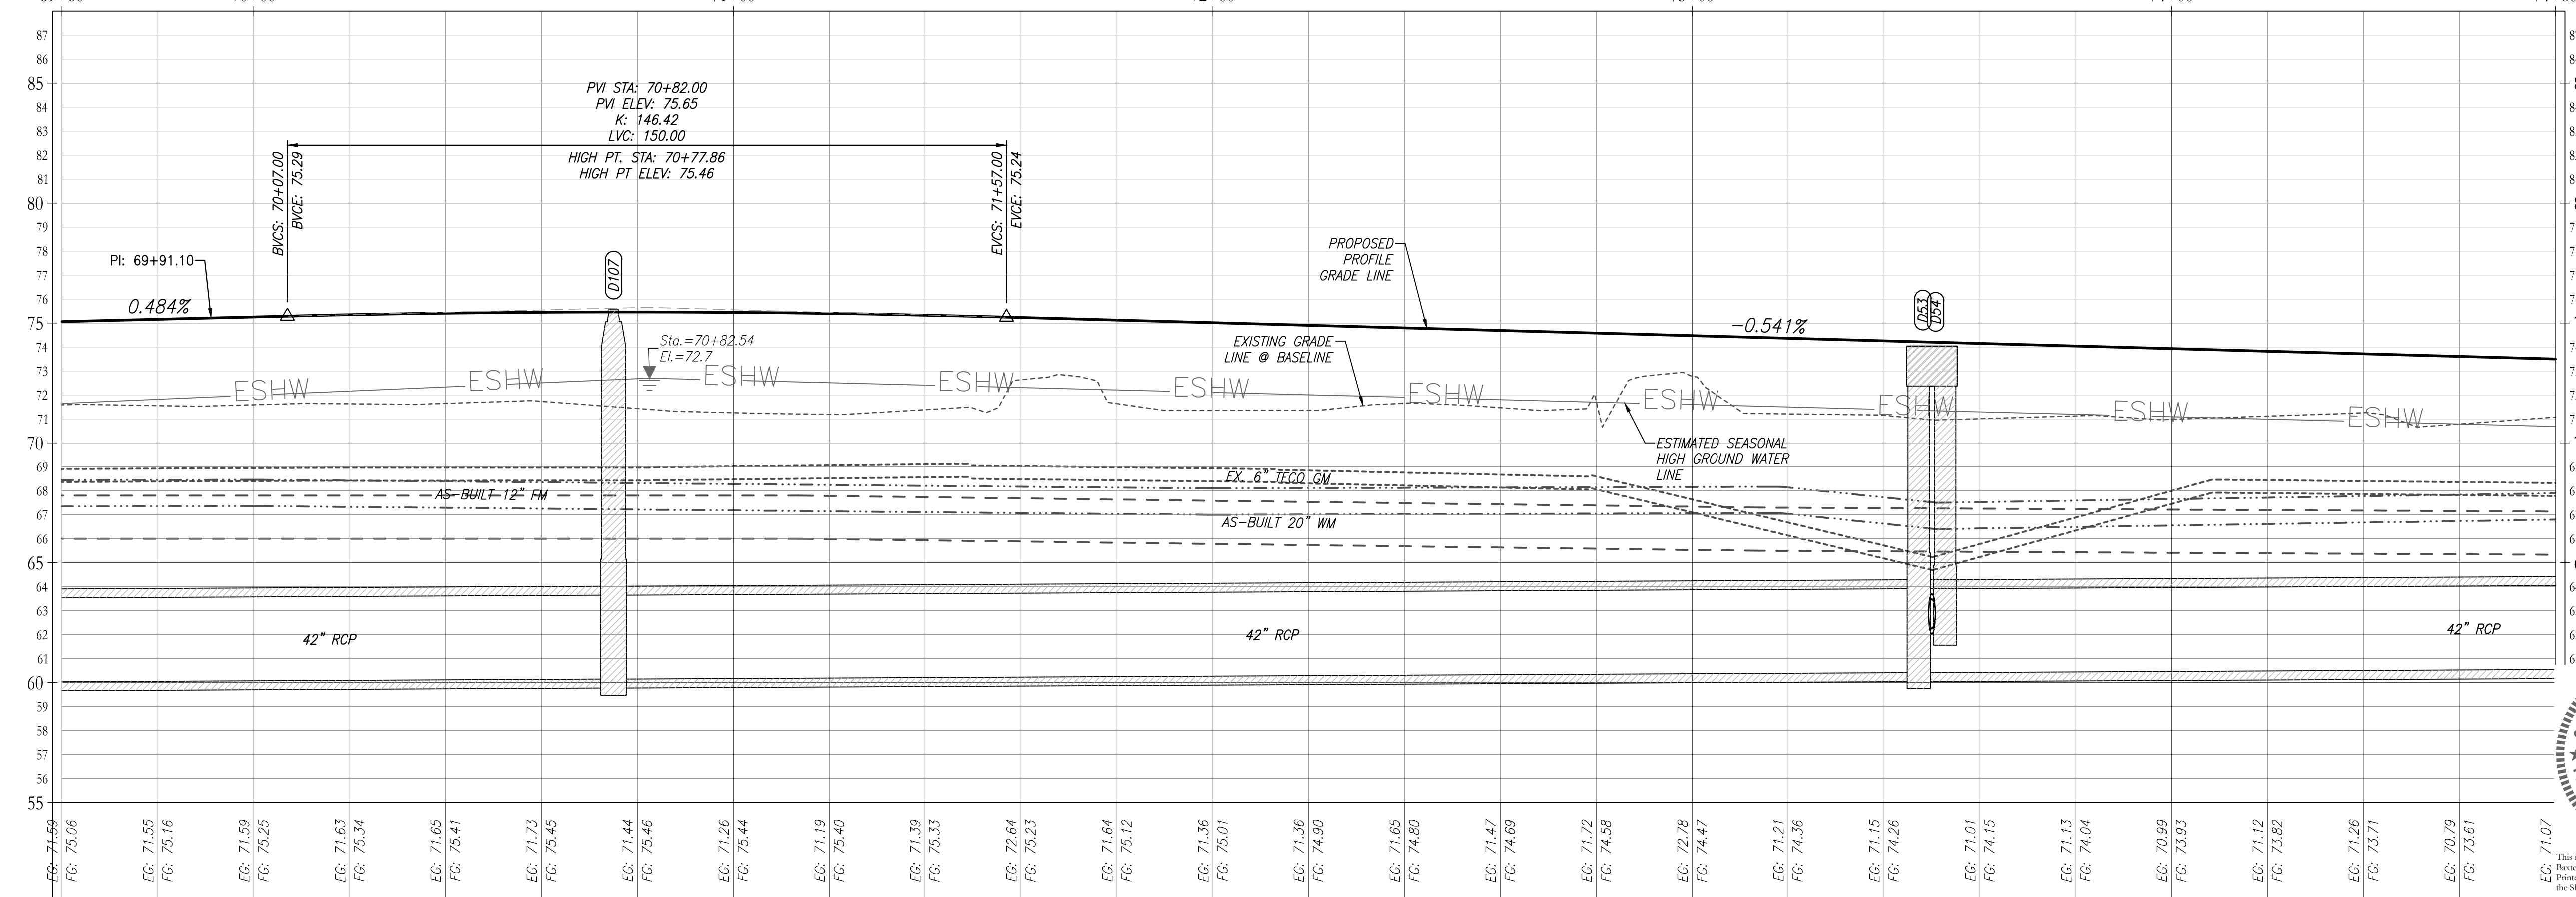 87
86
85
84
83
82
81
80
79
78
77
76
75
74
73
72
71
70
69
68
67
66
65
64
63
62
61
60
59
58
57
56
55
PVI STA: 70+82.00
PVI ELEV: 75.65
K: 146.42
LVC: 150.00
HIGH PT. STA: 70+77.86
HIGH PT ELEV: 75.46
BVCS: 70+07.00
BVCE: 75.29
EVCS: 71+57.00
EVCE: 75.24
PI: 69+91.10
0.484%
D107
PROPOSED
PROFILE
GRADE LINE
-0.541%
D53
D54
Sta.=70+82.54
El.=72.7
EXISTING GRADE
LINE @ BASELINE
ESHW
ESHW
ESHW
ESHW
ESHW
ESHW
ESHW
ESHW
ESHW
ESHW
ESTIMATED SEASONAL
HIGH GROUND WATER
LINE
AS-BUILT 12" FM
EX. 6" TECO GM
AS-BUILT 20" WM
42" RCP
42" RCP
42" RCP
EG: 71.59
FG: 75.06
EG: 71.55
FG: 75.16
EG: 71.59
FG: 75.25
EG: 71.63
FG: 75.34
EG: 71.65
FG: 75.41
EG: 71.73
FG: 75.45
EG: 71.44
FG: 75.46
EG: 71.26
FG: 75.44
EG: 71.19
FG: 75.40
EG: 71.39
FG: 75.33
EG: 72.64
FG: 75.23
EG: 71.64
FG: 75.12
EG: 71.36
FG: 75.01
EG: 71.36
FG: 74.90
EG: 71.65
FG: 74.80
EG: 71.47
FG: 74.69
EG: 71.72
FG: 74.58
EG: 72.78
FG: 74.47
EG: 71.21
FG: 74.36
EG: 71.15
FG: 74.26
EG: 71.01
FG: 74.15
EG: 71.13
FG: 74.04
EG: 70.99
FG: 73.93
EG: 71.12
FG: 73.82
EG: 71.26
FG: 73.71
EG: 70.79
FG: 73.61
EG: 71.07
This i
Baxte
Printe
the S